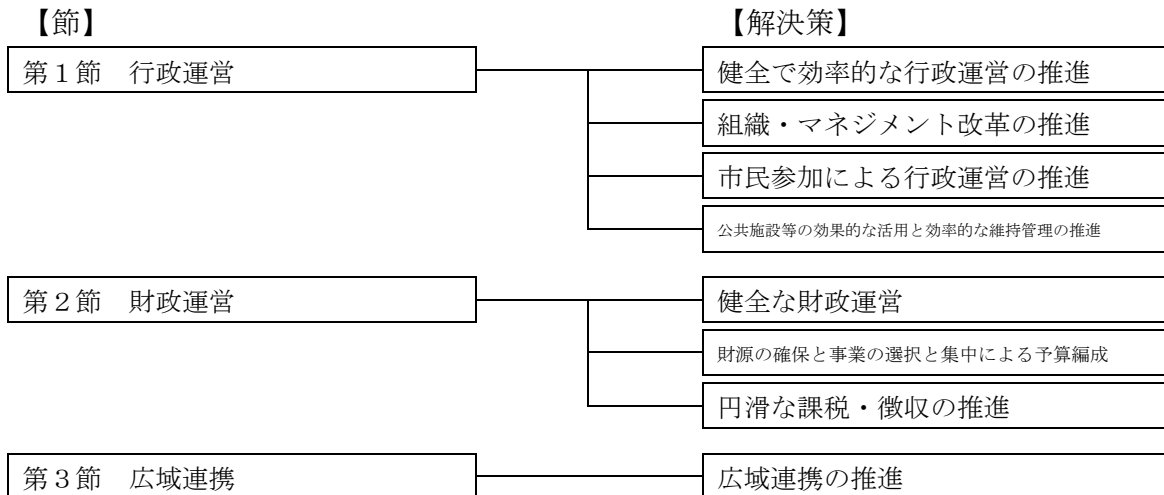 【節】
【解決策】
第１節　行政運営
健全で効率的な行政運営の推進
組織・マネジメント改革の推進
市民参加による行政運営の推進
公共施設等の効果的な活用と効率的な維持管理の推進
第２節　財政運営
健全な財政運営
財源の確保と事業の選択と集中による予算編成
円滑な課税・徴収の推進
第３節　広域連携
広域連携の推進